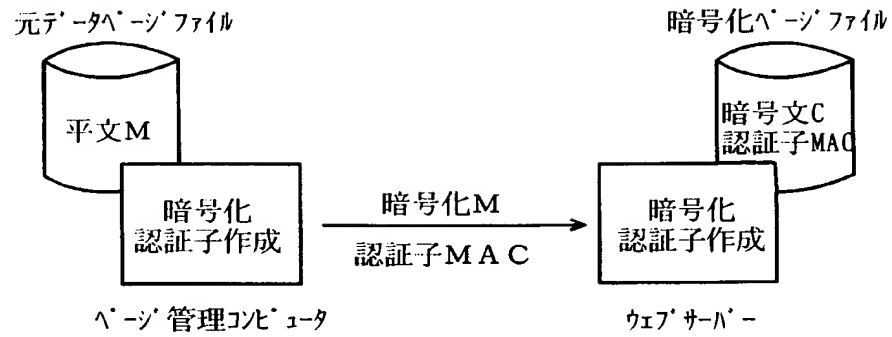 元ﾃﾞｰﾀﾍﾟｰｼﾞﾌｧｲﾙ
暗号化ﾍﾟｰｼﾞﾌｧｲﾙ
平文M
暗号文C
認証子MAC
暗号化
認証子作成
暗号化M
認証子MAC
暗号化
認証子作成
ﾍﾟｰｼﾞ管理ｺﾝﾋﾟｭｰﾀ
ｳｪﾌﾞｻｰﾊﾞｰ